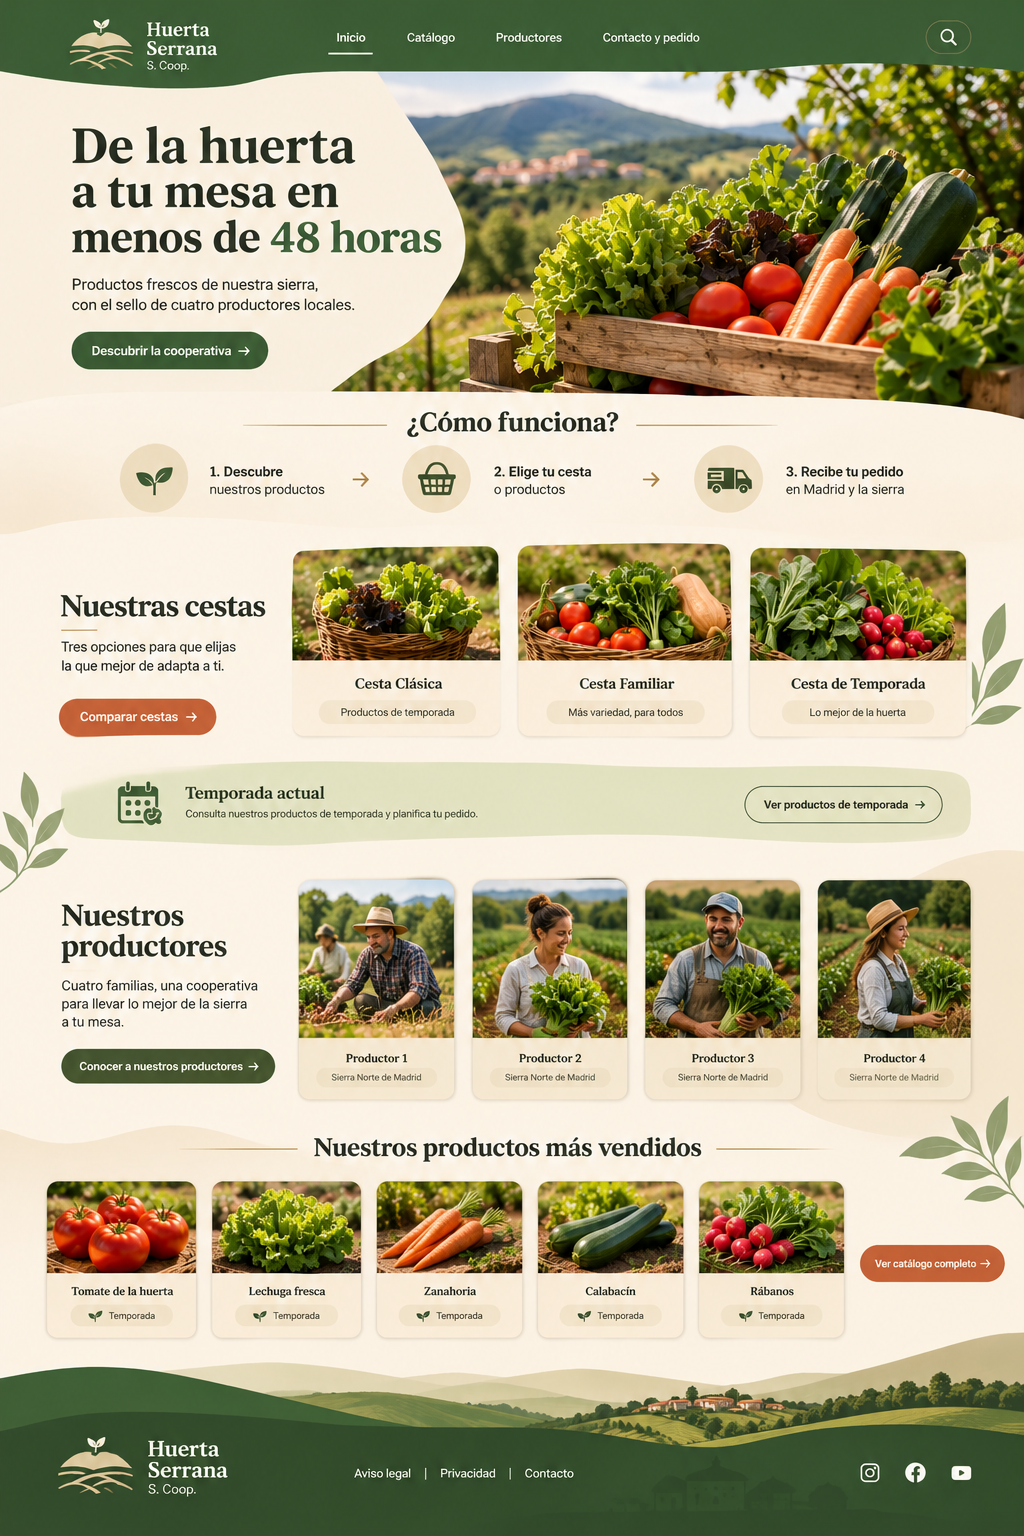 Huerta
Serrana
S. Coop.
Inicio
Catálogo
Productores
Contacto y pedido
De la huerta
a tu mesa en
menos de 48 horas
Productos frescos de nuestra sierra,
con el sello de cuatro productores locales.
Descubrir la cooperativa →
¿Cómo funciona?
1. Descubre
nuestros productos
2. Elige tu cesta
o productos
3. Recibe tu pedido
en Madrid y la sierra
Nuestras cestas
Tres opciones para que elijas
la que mejor de adapta a ti.
Comparar cestas →
Cesta Clásica
Productos de temporada
Cesta Familiar
Más variedad, para todos
Cesta de Temporada
Lo mejor de la huerta
Temporada actual
Consulta nuestros productos de temporada y planifica tu pedido.
Ver productos de temporada →
Nuestros
productores
Cuatro familias, una cooperativa
para llevar lo mejor de la sierra
a tu mesa.
Conocer a nuestros productores →
Productor 1
Sierra Norte de Madrid
Productor 2
Sierra Norte de Madrid
Productor 3
Sierra Norte de Madrid
Productor 4
Sierra Norte de Madrid
Nuestros productos más vendidos
Tomate de la huerta
Temporada
Lechuga fresca
Temporada
Zanahoria
Temporada
Calabacín
Temporada
Rábanos
Temporada
Ver catálogo completo →
Huerta
Serrana
S. Coop.
Aviso legal | Privacidad | Contacto